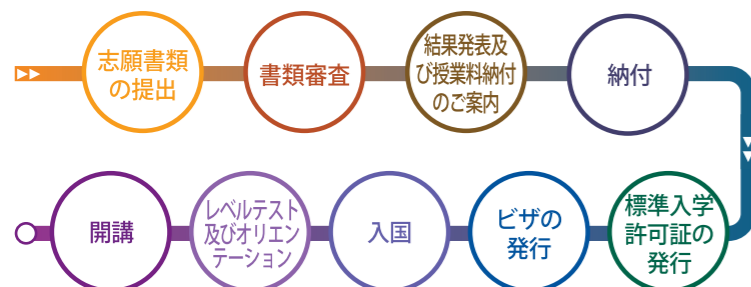 志願書類
の提出
書類審査
結果発表及
び授業料納付
のご案内
納付
標準入学
許可証の
発行
ビザの
発行
入国
レベルテスト
及びオリエン
テーション
開講